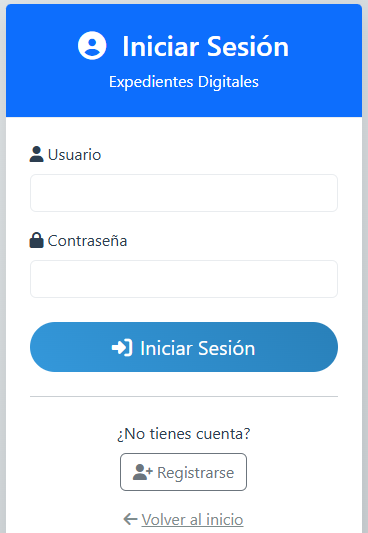 Iniciar Sesión
Expedientes Digitales
Usuario
Contraseña
Iniciar Sesión
¿No tienes cuenta?
Registrarse
Volver al inicio